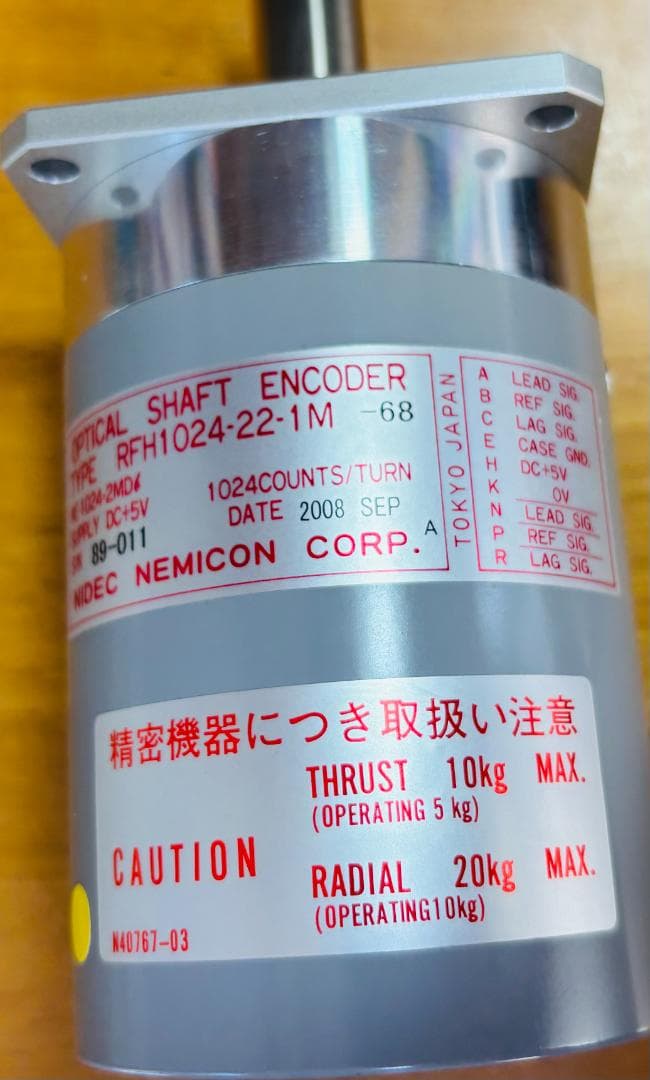 OPTICAL SHAFT ENCODER
TYPE RFH1024-22-1M -68
1024COUNTS/TURN
SUPPLY DC+5V
DATE 2008 SEP
S/N 89-011
NIDEC NEMICON CORP. A
TOKYO JAPAN
A LEAD SIG.
B REF SIG.
C LAG SIG.
E CASE GND.
H DC+5V
K 0V
N LEAD SIG.
P REF SIG.
R LAG SIG.
精密機器につき取扱い注意
THRUST 10kg MAX.
(OPERATING 5 kg)
CAUTION
RADIAL 20kg MAX.
(OPERATING10kg)
N40767-03